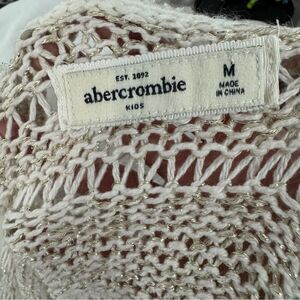 EST. 1892
abercrombie
KIDS
M
MADE
IN CHINA